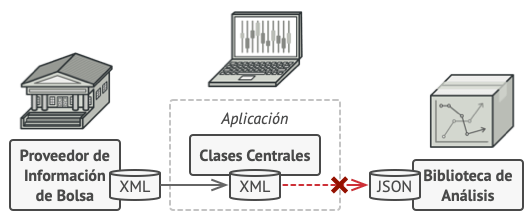 Aplicación
Proveedor de
Información
de Bolsa
XML
Clases Centrales
XML
JSON
Biblioteca de
Análisis